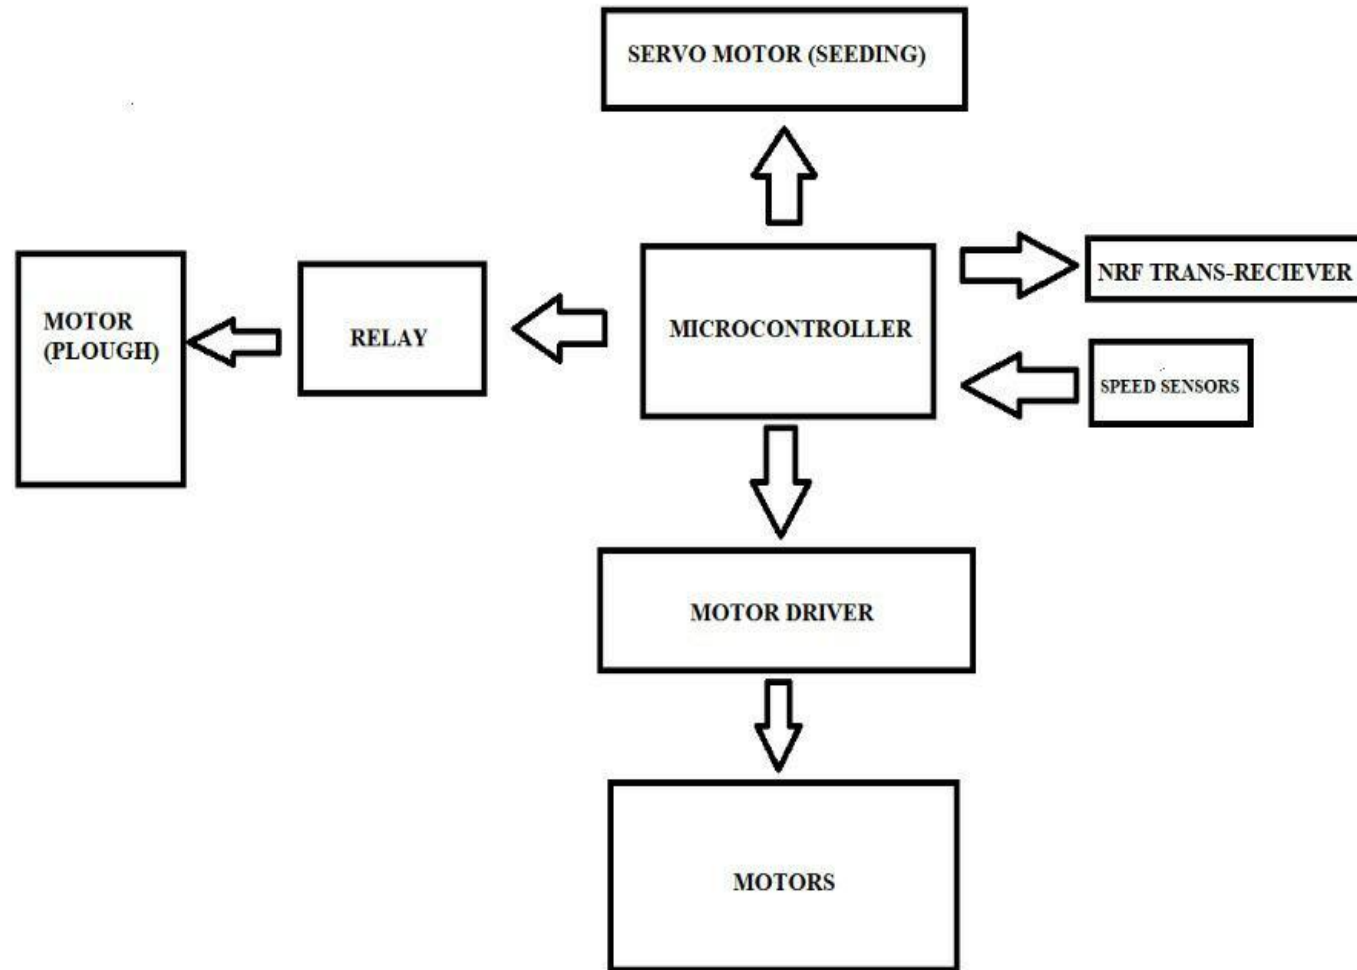 SERVO MOTOR (SEEDING)
NRF TRANS-RECIEVER
MOTOR
(PLOUGH)
RELAY
MICROCONTROLLER
SPEED SENSORS
MOTOR DRIVER
MOTORS